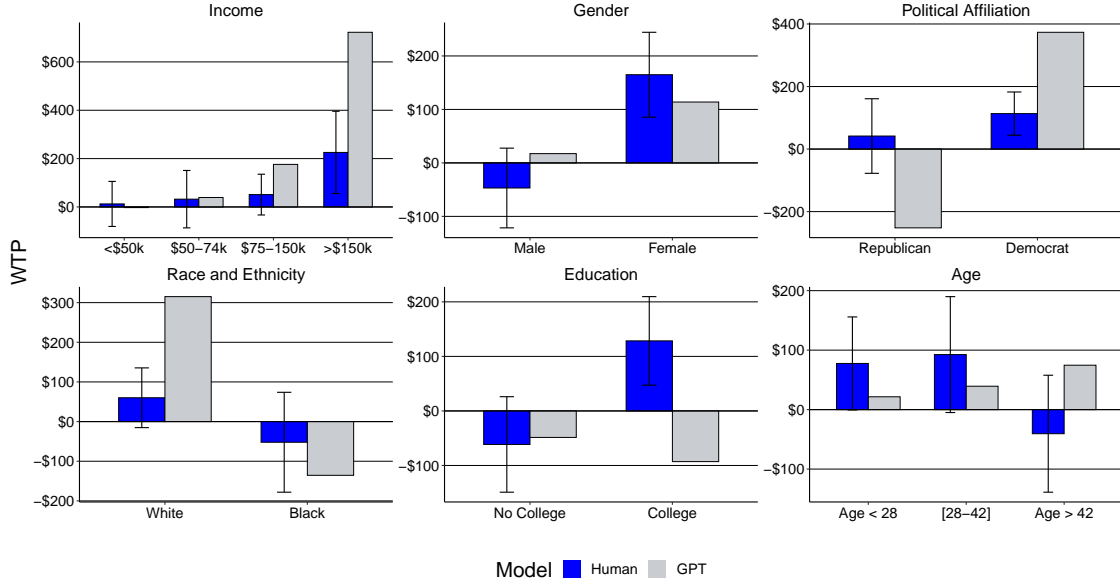 Income
$600
$400
$200
$0
<$50k $50−74k $75−150k >$150k
Gender
$200
$100
$0
−$100
Male Female
Political Affiliation
$400
$200
$0
−$200
Republican Democrat
WTP
Race and Ethnicity
$300
$200
$100
$0
−$100
−$200
White Black
Education
$200
$100
$0
−$100
No College College
Age
$200
$100
$0
−$100
Age < 28 [28−42] Age > 42
Model Human GPT